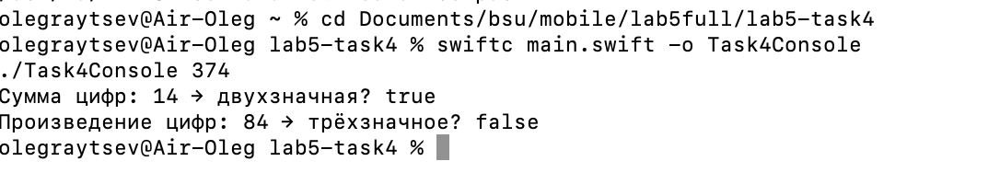 olegraytsev@Air-Oleg ~ % cd Documents/bsu/mobile/lab5full/lab5-task4
olegraytsev@Air-Oleg lab5-task4 % swiftc main.swift -o Task4Console
./Task4Console 374
Сумма цифр: 14 → двухзначная? true
Произведение цифр: 84 → трёхзначное? false
olegraytsev@Air-Oleg lab5-task4 %